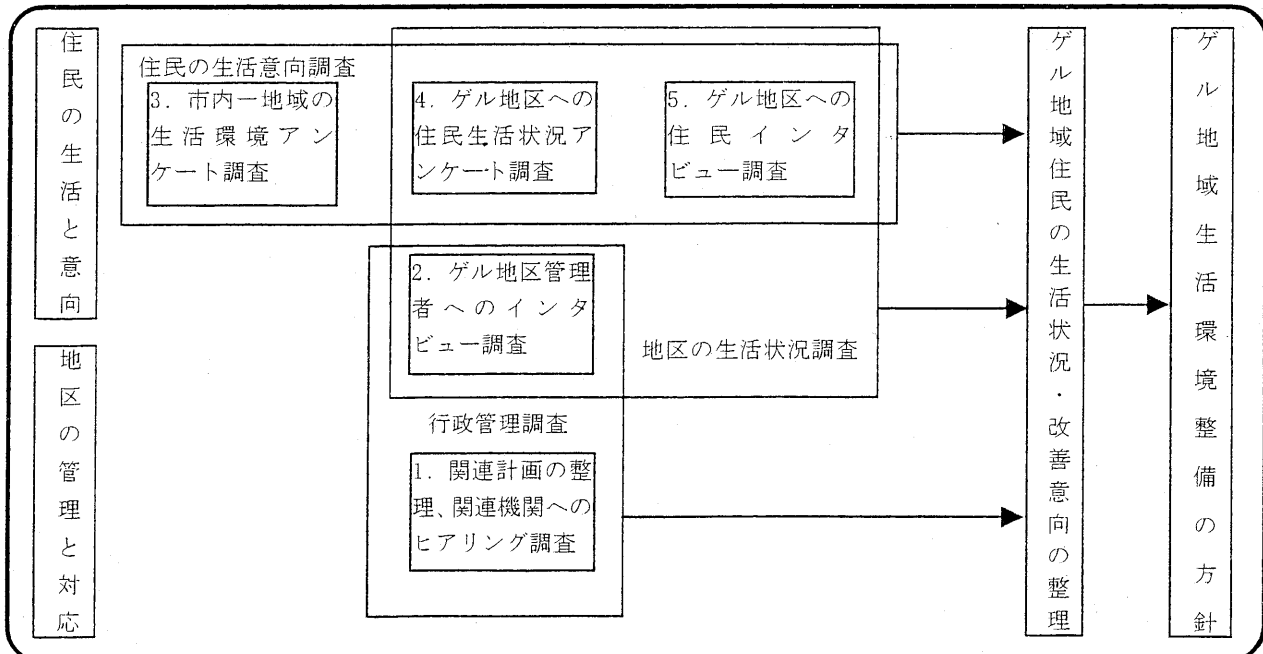 住民の生活と意向
住民の生活意向調査
3. 市内一地域の
生活環境アン
ケート調査
4. ゲル地区への
住民生活状況ア
ンケート調査
5. ゲル地区への
住民インタ
ビュー調査
2. ゲル地区管理
者へのインタ
ビュー調査
地区の生活状況調査
地区の管理と対応
行政管理調査
1. 関連計画の整
理、関連機関への
ヒアリング調査
ゲル地域住民の生活状況・改善意向の整理
ゲル地域生活環境整備の方針